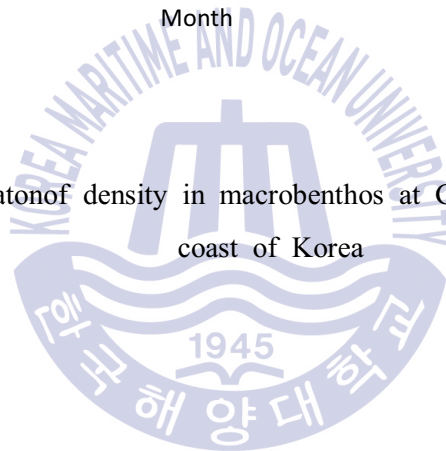 Month
KOREA MARITIME AND OCEAN UNIVERSITY
of density in macrobenthos at
coast of Korea
1945
한국해양대학교